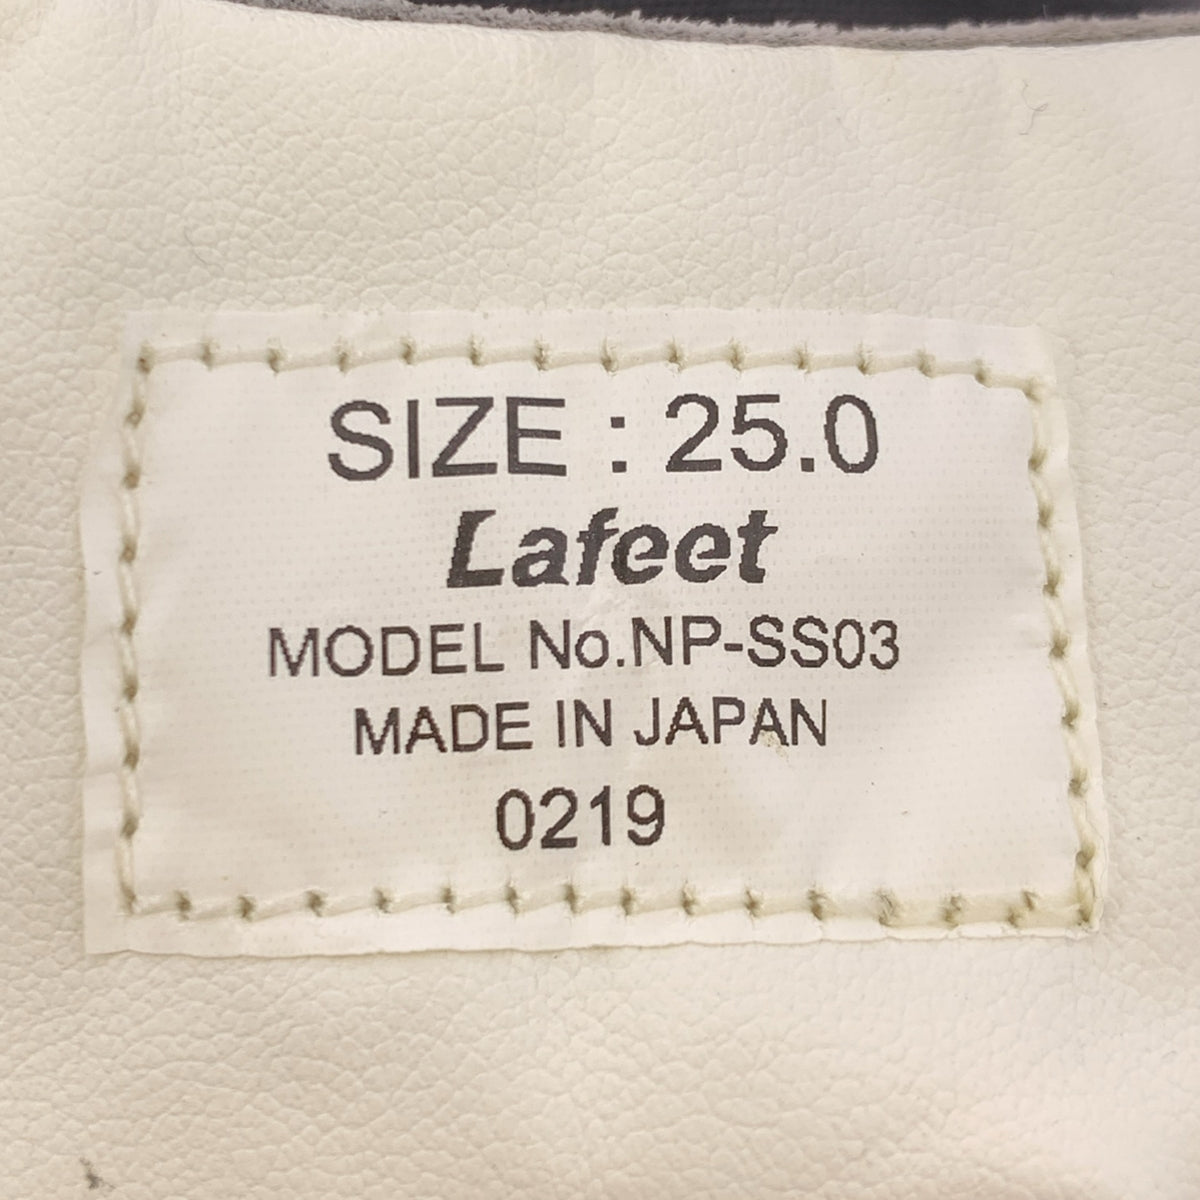 SIZE : 25.0
Lafeet
MODEL No.NP-SS03
MADE IN JAPAN
0219